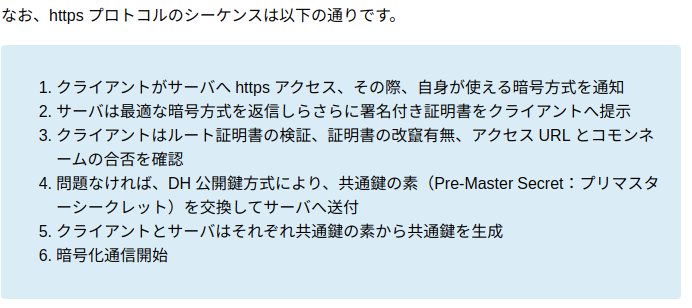 なお、https プロトコルのシーケンスは以下の通りです。
1. クライアントがサーバへ https アクセス、その際、自身が使える暗号方式を通知
2. サーバは最適な暗号方式を返信しらさらに署名付き証明書をクライアントへ提示
3. クライアントはルート証明書の検証、証明書の改竄有無、アクセス URL とコモンネ
ームの合否を確認
4. 問題なければ、DH 公開鍵方式により、共通鍵の素（Pre-Master Secret：プリマスタ
ーシークレット）を交換してサーバへ送付
5. クライアントとサーバはそれぞれ共通鍵の素から共通鍵を生成
6. 暗号化通信開始